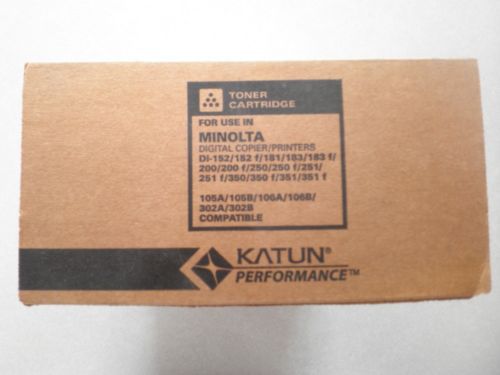 TONER
CARTRIDGE
FOR USE IN
MINOLTA
DIGITAL COPIER/PRINTERS
DI-152/152 f/181/183/183 f/
200/200 f/250/250 f/251/
251 f/350/350 f/351/351 f
105A/105B/106A/106B/
302A/302B
COMPATIBLE
KATUN®
PERFORMANCE™